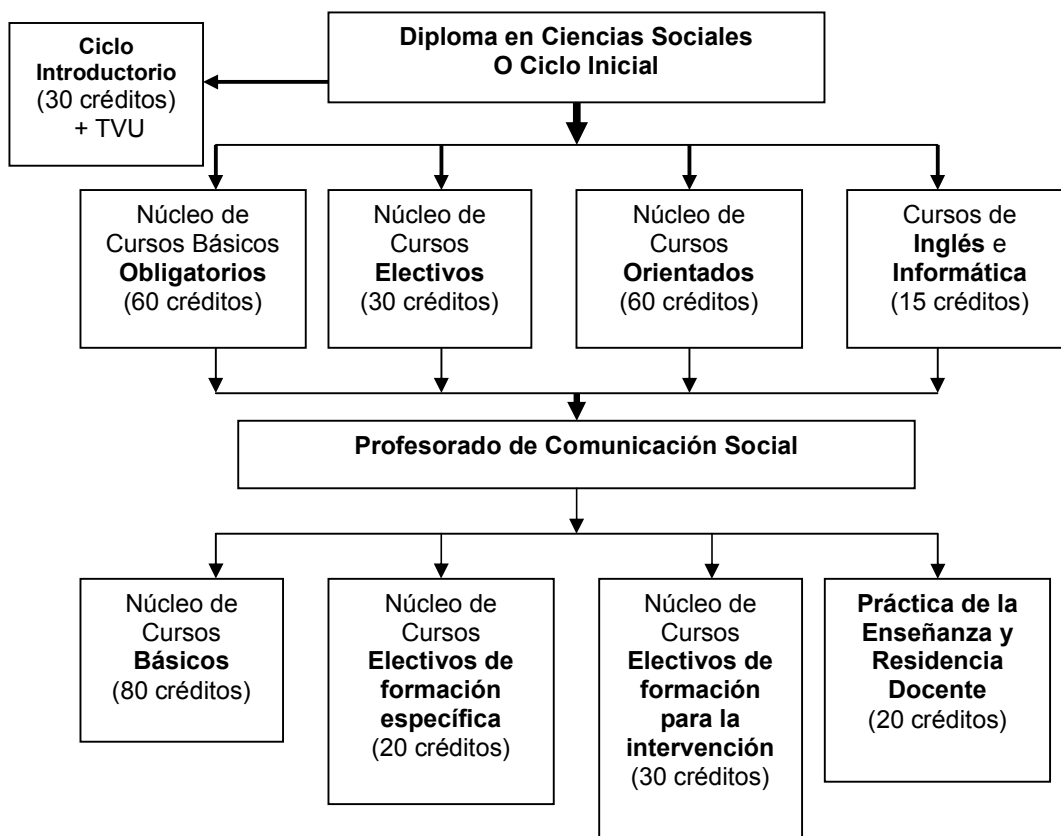 Ciclo
Introductorio
(30 créditos)
+ TVU
Diploma en Ciencias Sociales
O Ciclo Inicial
Núcleo de
Cursos Básicos
Obligatorios
(60 créditos)
Núcleo de
Cursos
Electivos
(30 créditos)
Núcleo de
Cursos
Orientados
(60 créditos)
Cursos de
Inglés e
Informática
(15 créditos)
Profesorado de Comunicación Social
Núcleo de
Cursos
Básicos
(80 créditos)
Núcleo de
Cursos
Electivos de
formación
específica
(20 créditos)
Núcleo de
Cursos
Electivos de
formación
para la
intervención
(30 créditos)
Práctica de la
Enseñanza y
Residencia
Docente
(20 créditos)